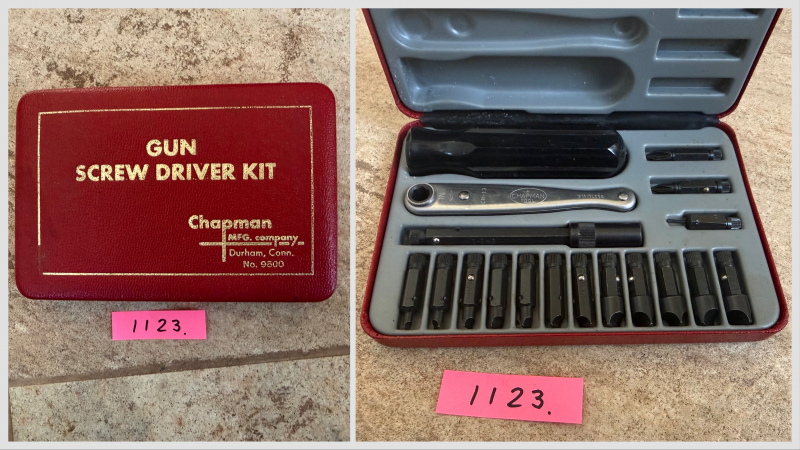 GUN
SCREW DRIVER KIT
Chapman
MFG. company
Durham, Conn.
No. 9600
1123.
CHAPMAN
1123.